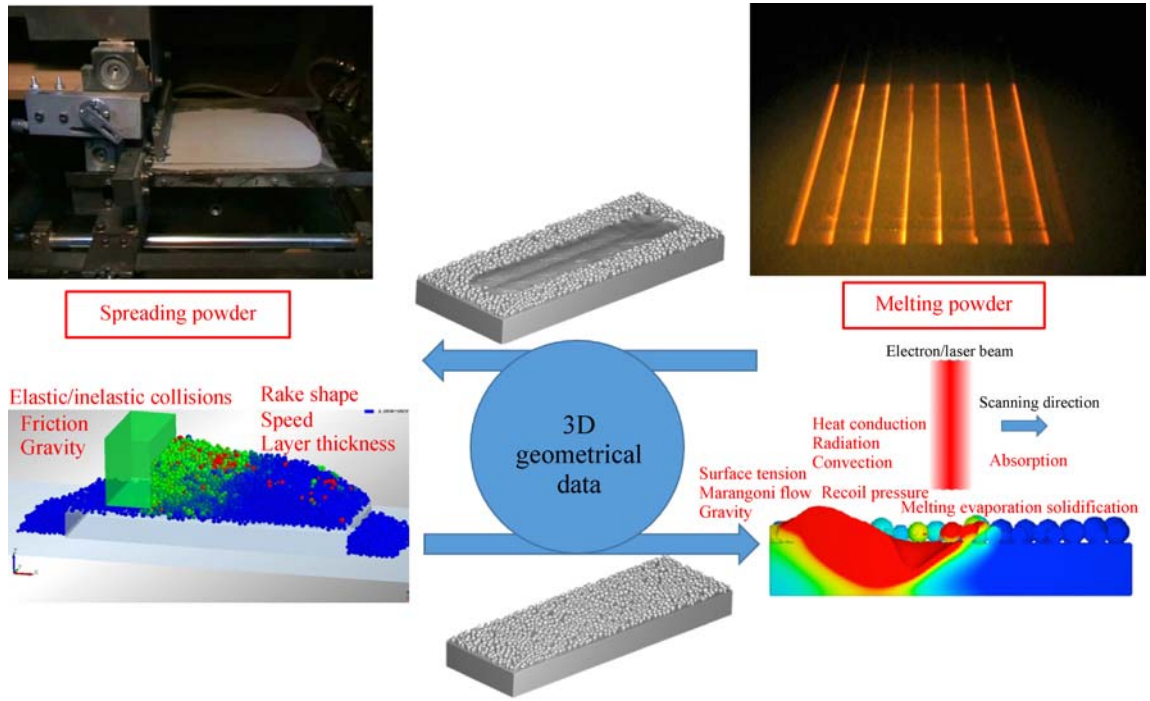 Spreading powder
Melting powder
Electron/laser beam
Elastic/inelastic collisions
Friction
Gravity
Rake shape
Speed
Layer thickness
3D
geometrical
data
Scanning direction
Heat conduction
Radiation
Convection
Absorption
Surface tension
Marangoni flow
Gravity
Recoil pressure
Melting evaporation solidification
Z
X